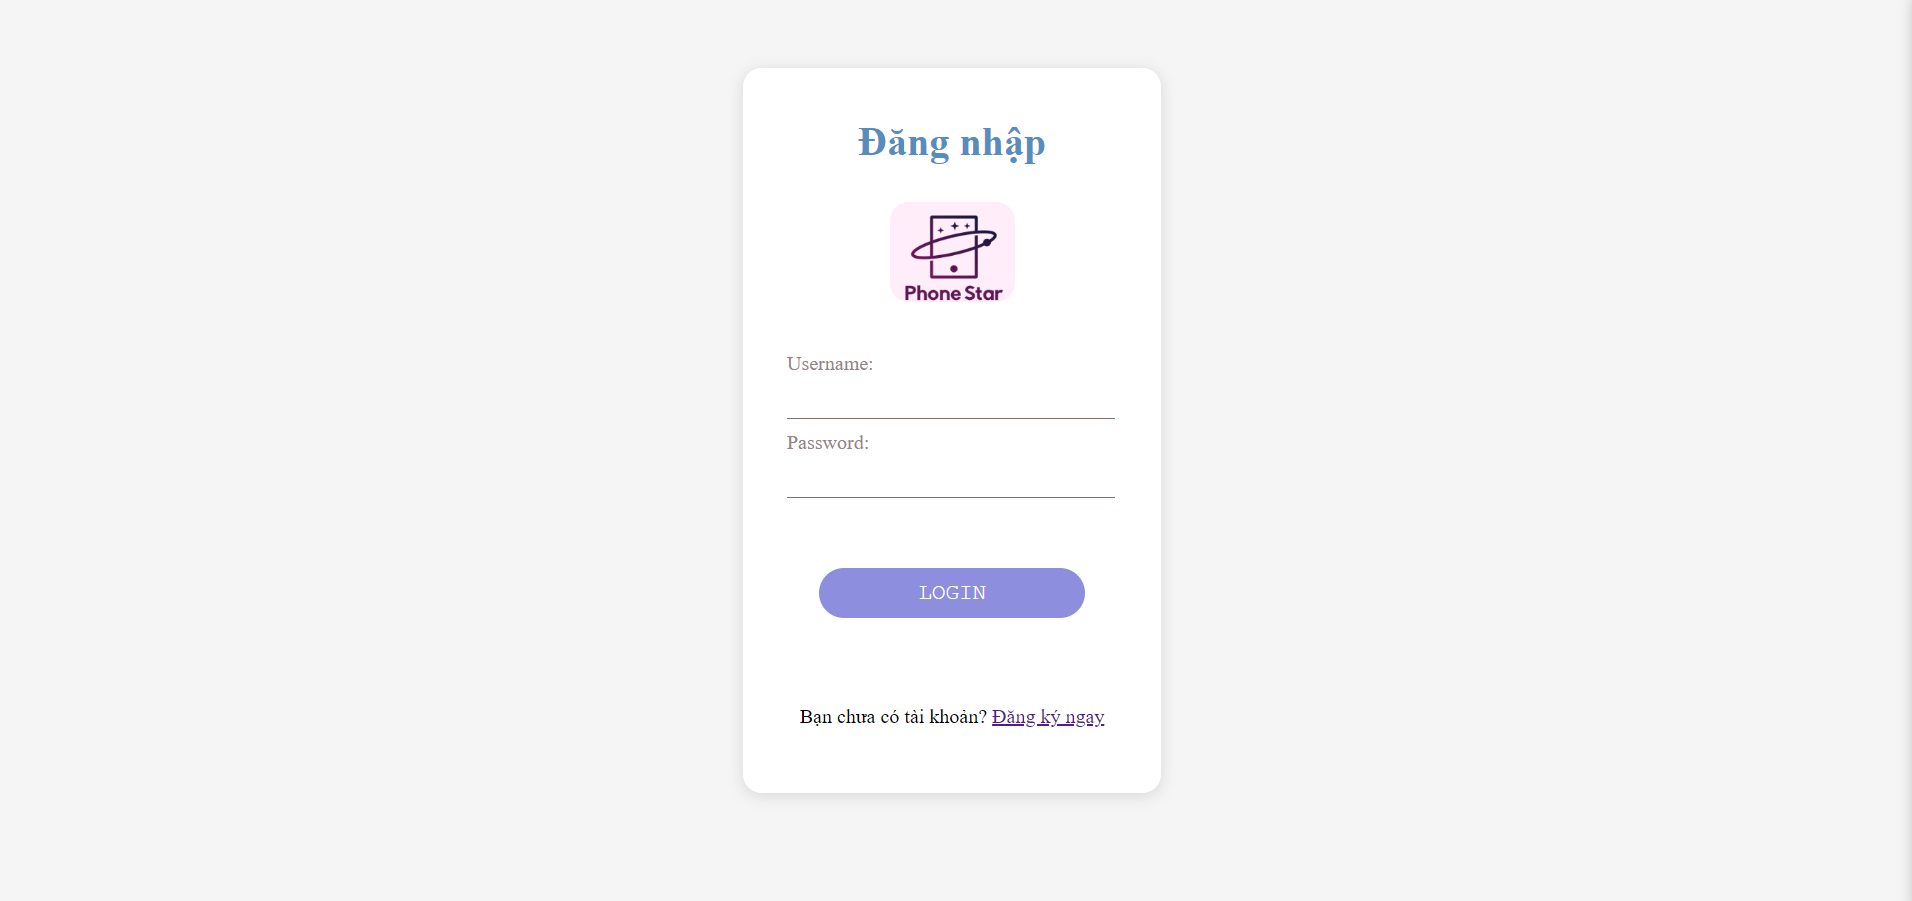 Đăng nhập
Phone Star
Username:
Password:
LOGIN
Bạn chưa có tài khoản? Đăng ký ngay